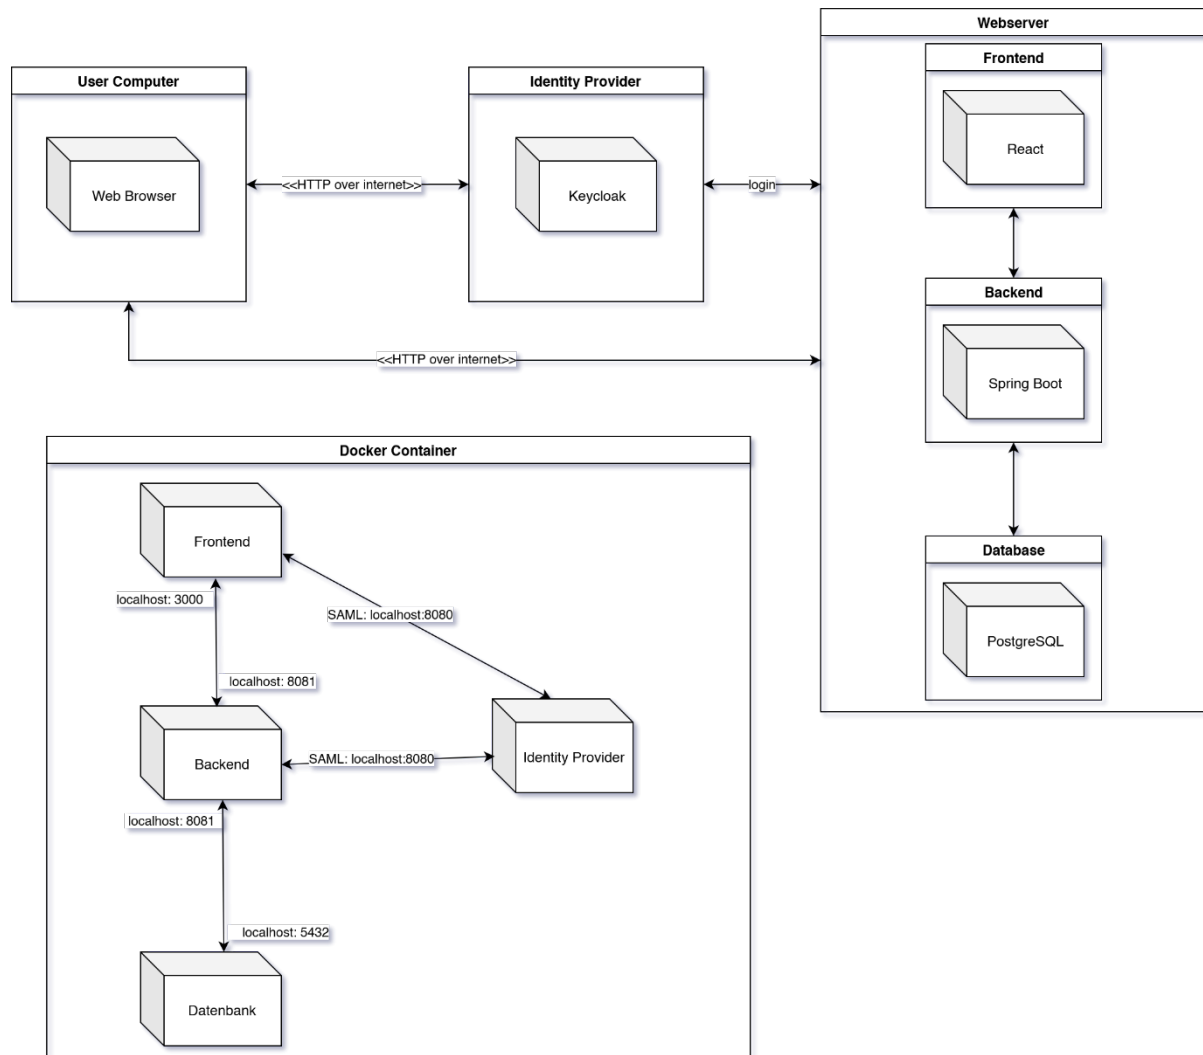 Webserver
Frontend
React
User Computer
Web Browser
<<HTTP over internet>>
Identity Provider
Keycloak
login
Backend
Spring Boot
<<HTTP over internet>>
Database
PostgreSQL
Docker Container
Frontend
localhost: 3000
SAML: localhost:8080
localhost: 8081
Backend
SAML: localhost:8080
Identity Provider
localhost: 8081
localhost: 5432
Datenbank